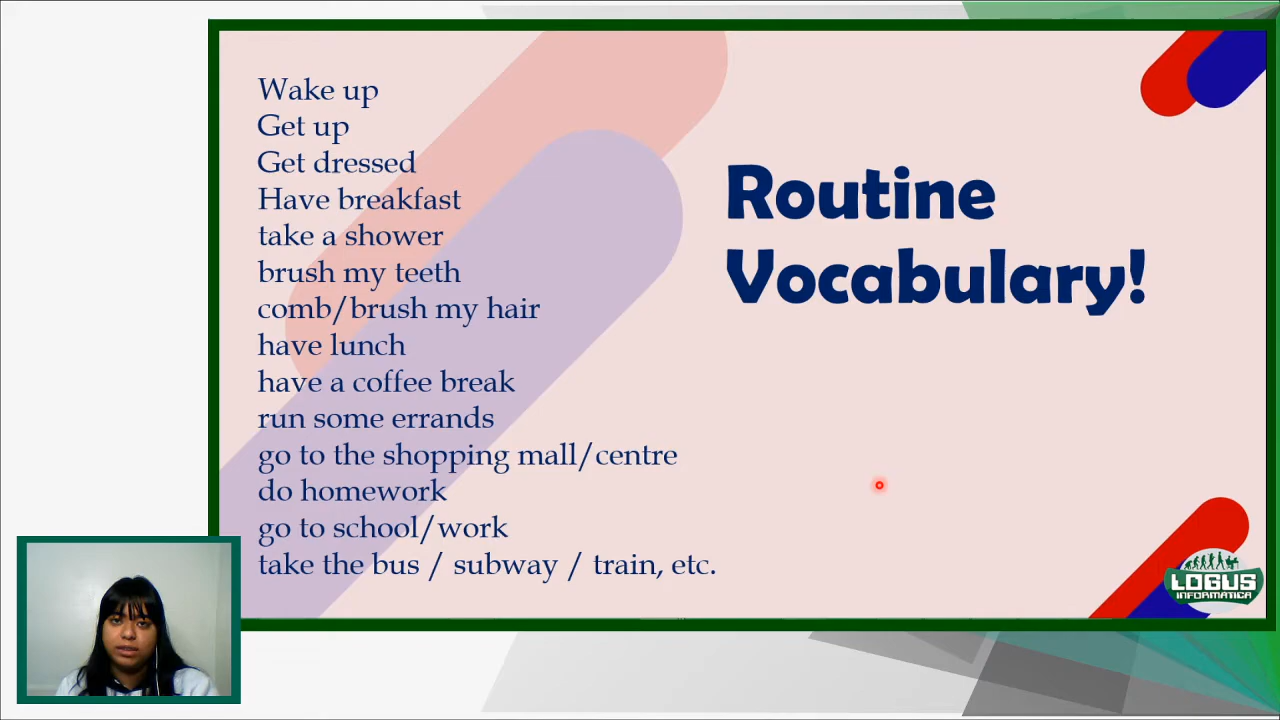 Wake up
Get up
Get dressed
Have breakfast
take a shower
brush my teeth
comb/brush my hair
have lunch
have a coffee break
run some errands
go to the shopping mall/centre
do homework
go to school/work
take the bus / subway / train, etc.
Routine
Vocabulary!
LOGUS
INFORMATICA